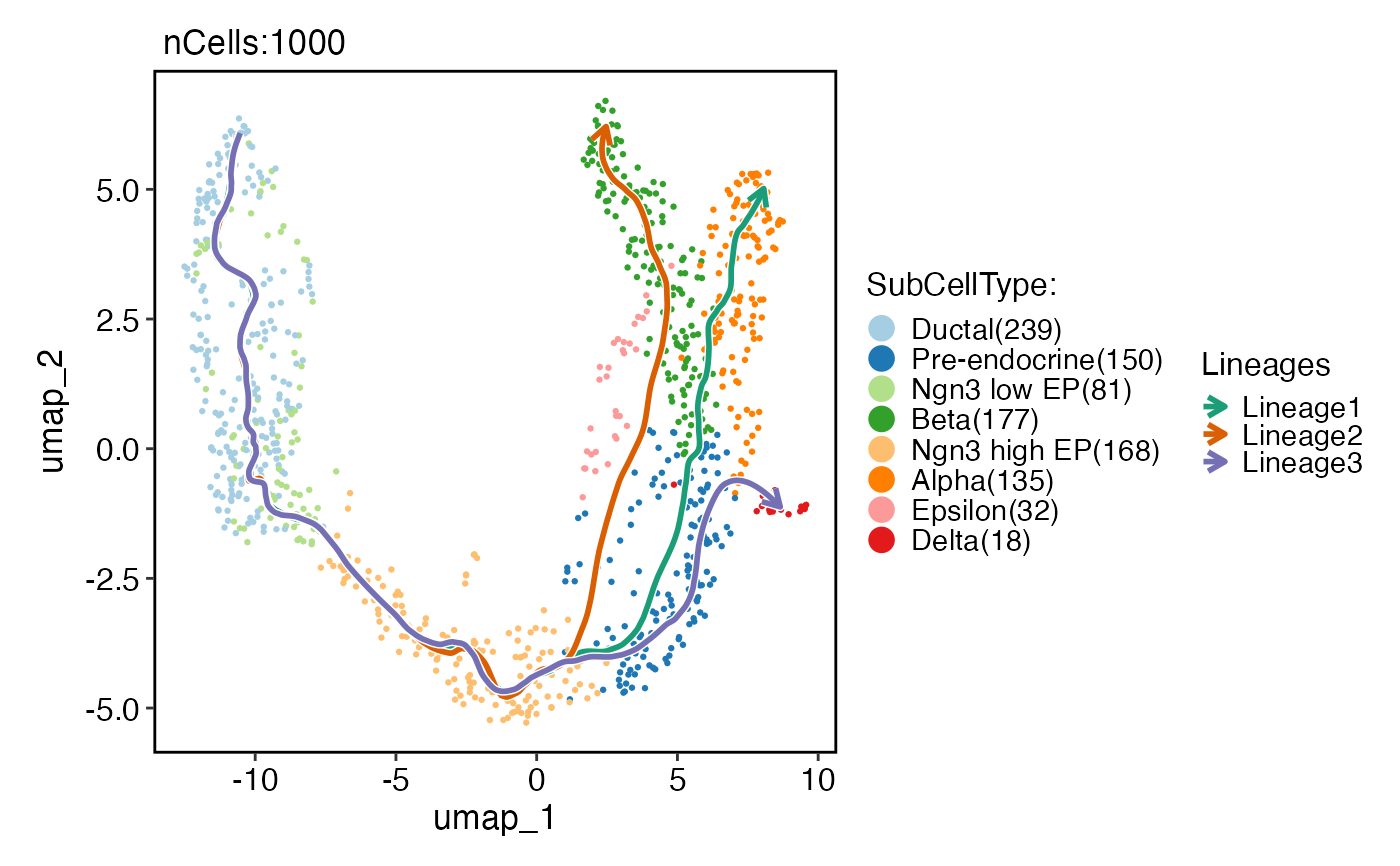 nCells:1000
umap_2
5.0
2.5
0.0
-2.5
-5.0
-10
-5
0
5
10
umap_1
SubCellType:
Ductal(239)
Pre-endocrine(150)
Ngn3 low EP(81)
Beta(177)
Ngn3 high EP(168)
Alpha(135)
Epsilon(32)
Delta(18)
Lineages
Lineage1
Lineage2
Lineage3